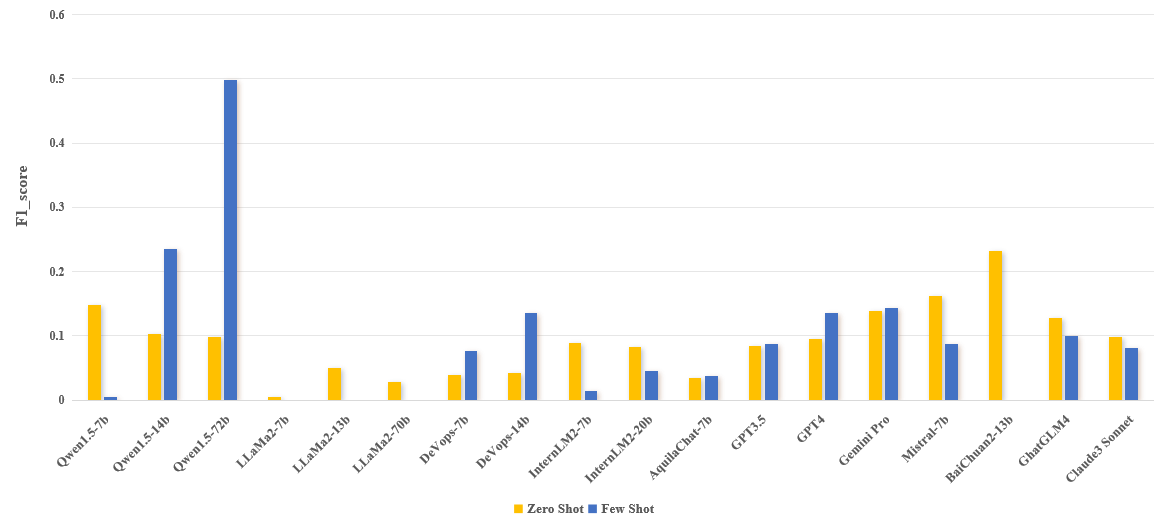 0.6
0.5
0.4
0.3
0.2
0.1
0
F1_score
Qwen1.5-7b
Qwen1.5-14b
Qwen1.5-72b
LLaMa2-7b
LLaMa2-13b
LLaMa2-70b
DeVops-7b
DeVops-14b
InternLM2-7b
InternLM2-20b
AquilaChat-7b
GPT3.5
GPT4
Gemini Pro
Mistral-7b
BaiChuan2-13b
GhatGLM4
Claude3 Sonnet
Zero Shot Few Shot